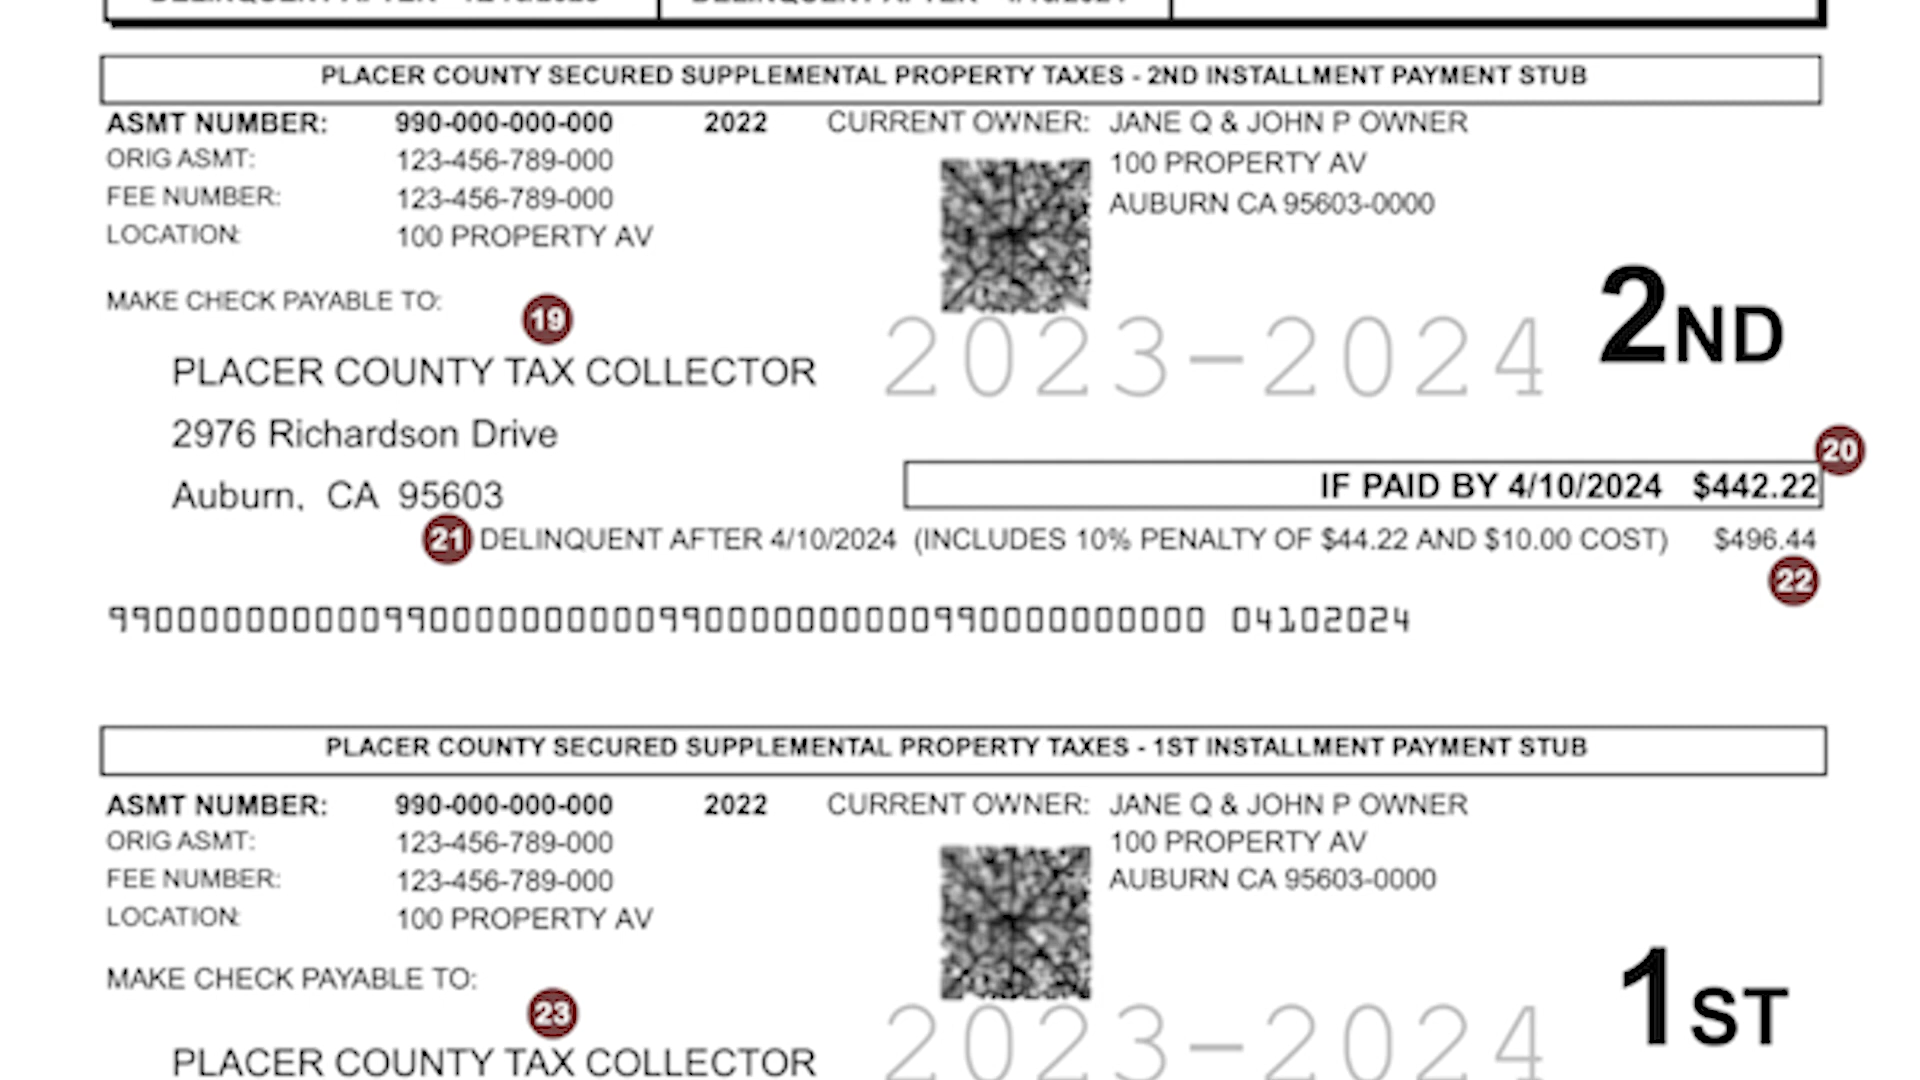 PLACER COUNTY SECURED SUPPLEMENTAL PROPERTY TAXES - 2ND INSTALLMENT PAYMENT STUB
ASMT NUMBER: 990-000-000-000 2022 CURRENT OWNER: JANE Q & JOHN P OWNER
ORIG ASMT: 123-456-789-000 100 PROPERTY AV
FEE NUMBER: 123-456-789-000 AUBURN CA 95603-0000
LOCATION: 100 PROPERTY AV
MAKE CHECK PAYABLE TO:
19
2023-2024 2ND
PLACER COUNTY TAX COLLECTOR
2976 Richardson Drive
20
IF PAID BY 4/10/2024 $442.22
Auburn, CA 95603
21 DELINQUENT AFTER 4/10/2024 (INCLUDES 10% PENALTY OF $44.22 AND $10.00 COST) $496.44
22
990000000000990000000000990000000000990000000000 04102024
PLACER COUNTY SECURED SUPPLEMENTAL PROPERTY TAXES - 1ST INSTALLMENT PAYMENT STUB
ASMT NUMBER: 990-000-000-000 2022 CURRENT OWNER: JANE Q & JOHN P OWNER
ORIG ASMT: 123-456-789-000 100 PROPERTY AV
FEE NUMBER: 123-456-789-000 AUBURN CA 95603-0000
LOCATION: 100 PROPERTY AV
MAKE CHECK PAYABLE TO:
23
2023-2024 1ST
PLACER COUNTY TAX COLLECTOR